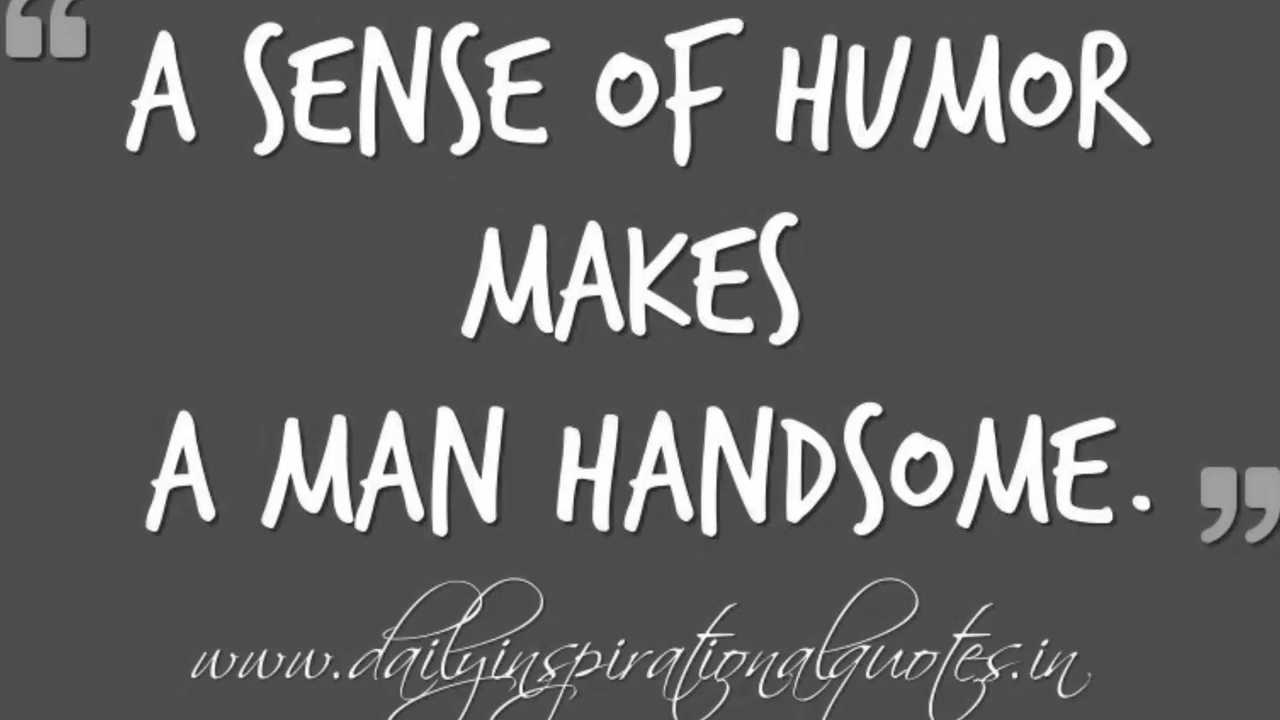 “ A SENSE OF HUMOR
MAKES
A MAN HANDSOME. ”
www.dailyinspirationalquotes.in